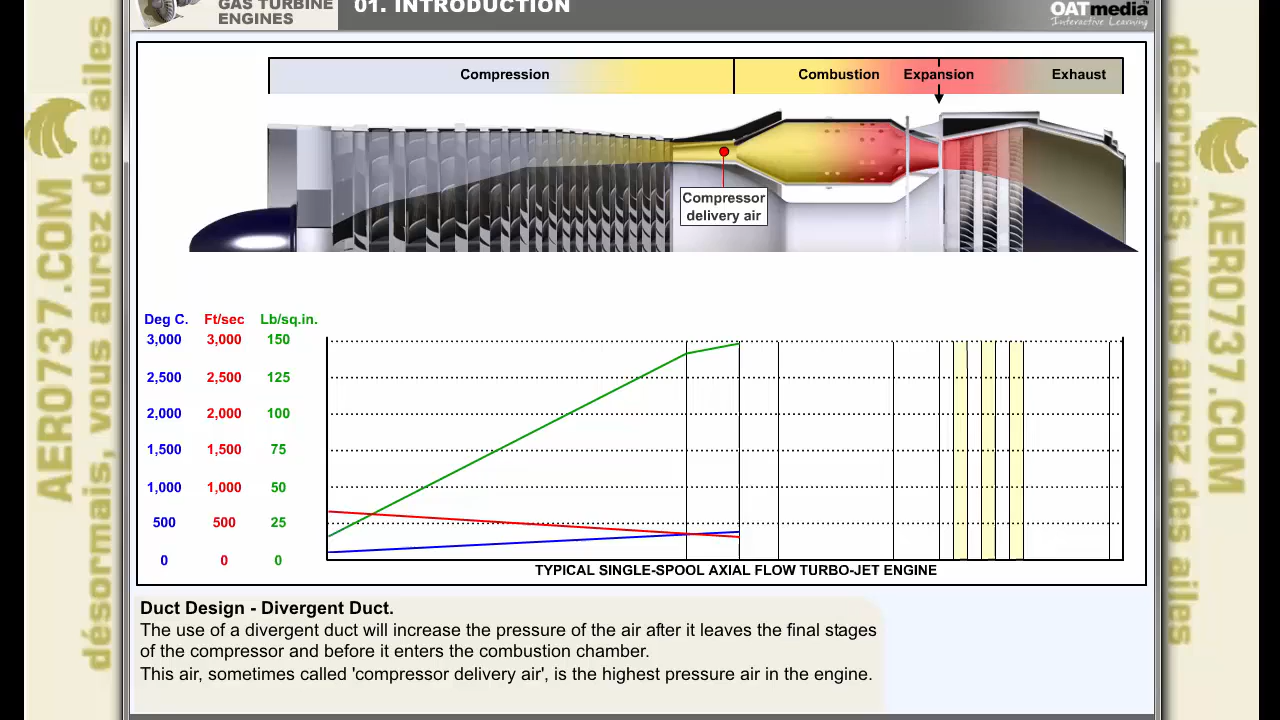 GAS TURBINE
ENGINES
01. INTRODUCTION
OATmedia™
Interactive Learning
Compression
Combustion
Expansion
Exhaust
Compressor
delivery air
Deg C. Ft/sec Lb/sq.in.
3,000 3,000 150
2,500 2,500 125
2,000 2,000 100
1,500 1,500 75
1,000 1,000 50
500 500 25
0 0 0
TYPICAL SINGLE-SPOOL AXIAL FLOW TURBO-JET ENGINE
Duct Design - Divergent Duct.
The use of a divergent duct will increase the pressure of the air after it leaves the final stages
of the compressor and before it enters the combustion chamber.
This air, sometimes called 'compressor delivery air', is the highest pressure air in the engine.
AERO737.COM
désormais, vous aurez des ailes
AERO737.COM
désormais, vous aurez des ailes